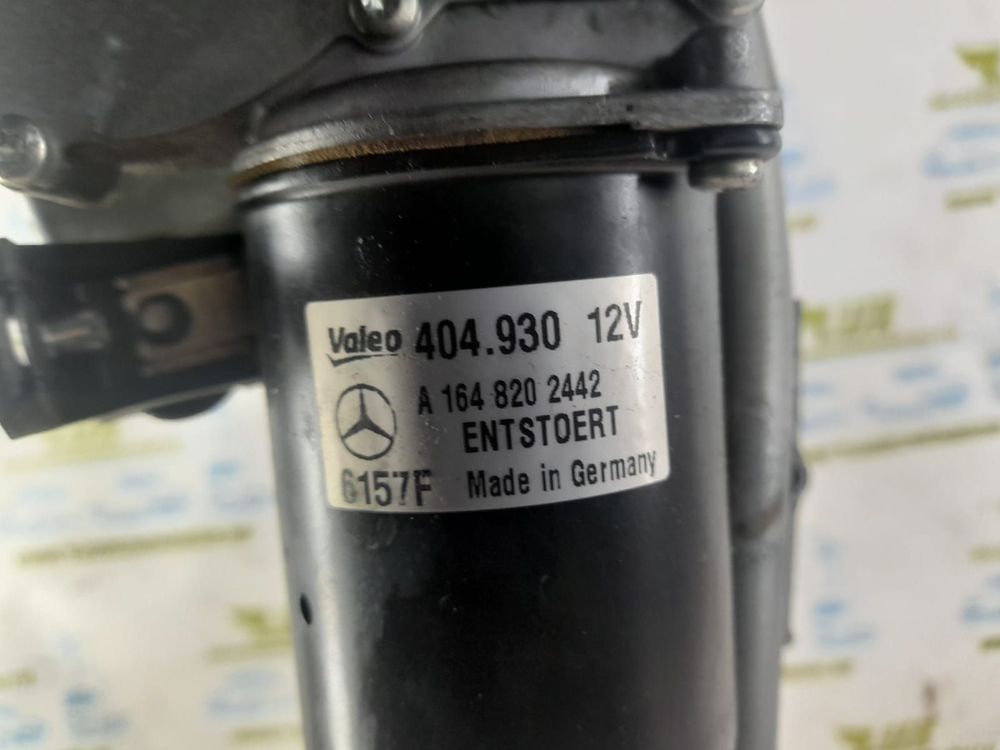 Valeo 404.930 12V
A 164 820 2442
ENTSTOERT
6157F Made in Germany